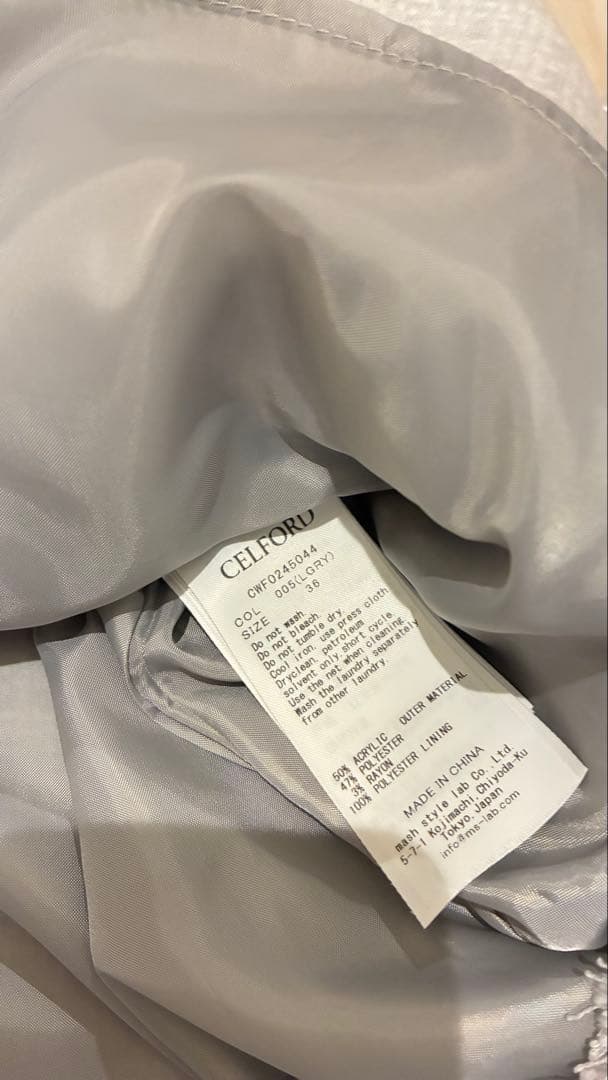 CELFORD
CWFO245044
COL 005(LGRY)
SIZE 36
Do not wash.
Do not bleach.
Do not tumble dry.
Cool iron, use press cloth.
Dryclean, petroleum
solvent only, short cycle.
Use the net when cleaning.
Wash the laundry separately
from other laundry.
50% ACRYLIC OUTER MATERIAL
47% POLYESTER
3% RAYON
100% POLYESTER LINING
MADE IN CHINA
mash style lab Co., Ltd.
5-7-1 Kojimachi, Chiyoda-Ku
Tokyo, Japan
info@ms-lab.com